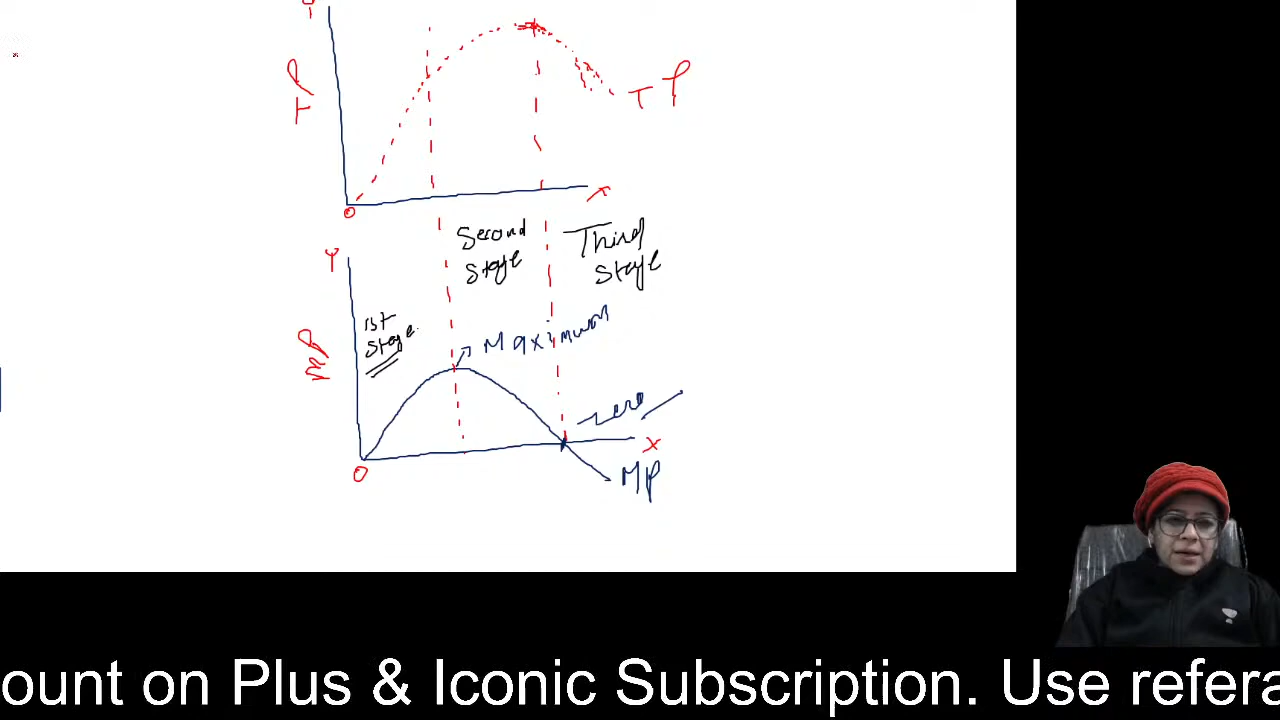 Y
TP
TP
X
O
Second
Stage
Third
Stage
Y
1st
Stage
Maximum
MP
Zero
X
O
MP
ount on Plus & Iconic Subscription. Use refera